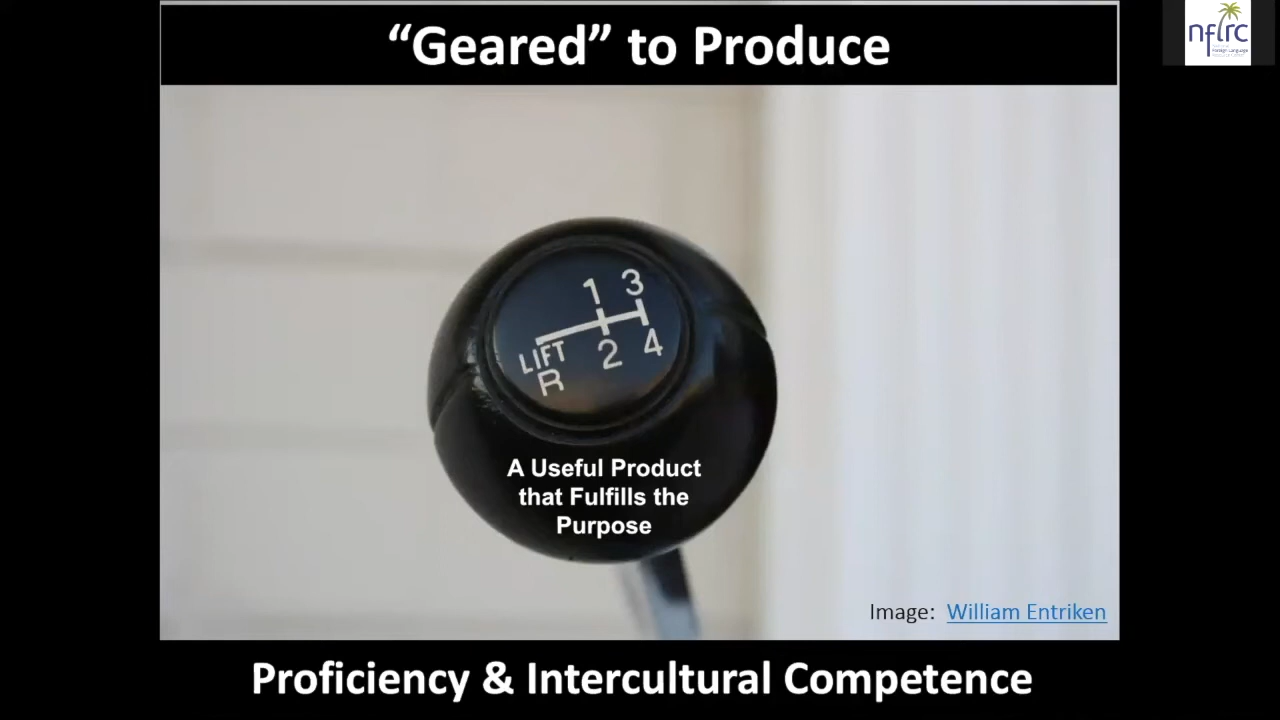 “Geared” to Produce
nflrc
1 3
LIFT 2 4
R
A Useful Product
that Fulfills the
Purpose
Image: William Entriken
Proficiency & Intercultural Competence